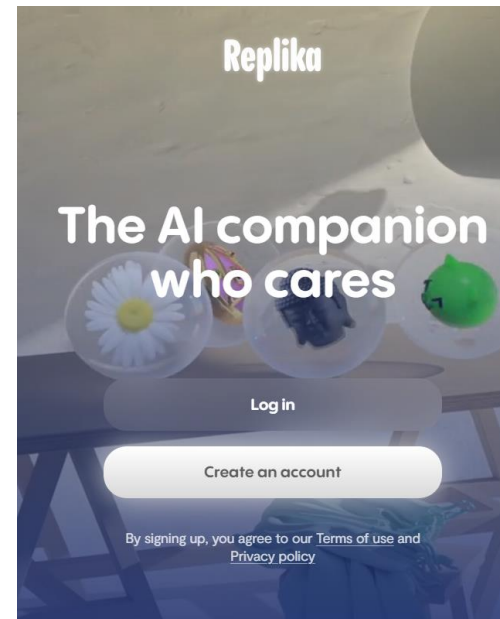 Replika
The AI companion
who cares
Log in
Create an account
By signing up, you agree to our Terms of use and
Privacy policy